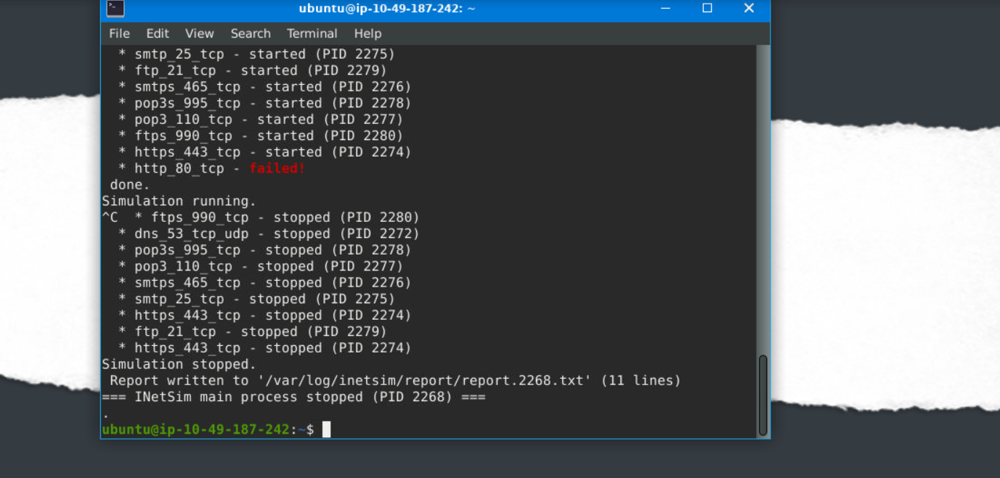 ubuntu@ip-10-49-187-242: ~
File Edit View Search Terminal Help
* smtp_25_tcp - started (PID 2275)
* ftp_21_tcp - started (PID 2279)
* smtps_465_tcp - started (PID 2276)
* pop3s_995_tcp - started (PID 2278)
* pop3_110_tcp - started (PID 2277)
* ftps_990_tcp - started (PID 2280)
* https_443_tcp - started (PID 2274)
* http_80_tcp - failed!
done.
Simulation running.
^C  * ftps_990_tcp - stopped (PID 2280)
* dns_53_tcp_udp - stopped (PID 2272)
* pop3s_995_tcp - stopped (PID 2278)
* pop3_110_tcp - stopped (PID 2277)
* smtps_465_tcp - stopped (PID 2276)
* smtp_25_tcp - stopped (PID 2275)
* https_443_tcp - stopped (PID 2274)
* ftp_21_tcp - stopped (PID 2279)
* https_443_tcp - stopped (PID 2274)
Simulation stopped.
Report written to '/var/log/inetsim/report/report.2268.txt' (11 lines)
=== INetSim main process stopped (PID 2268) ===
.
ubuntu@ip-10-49-187-242:~$